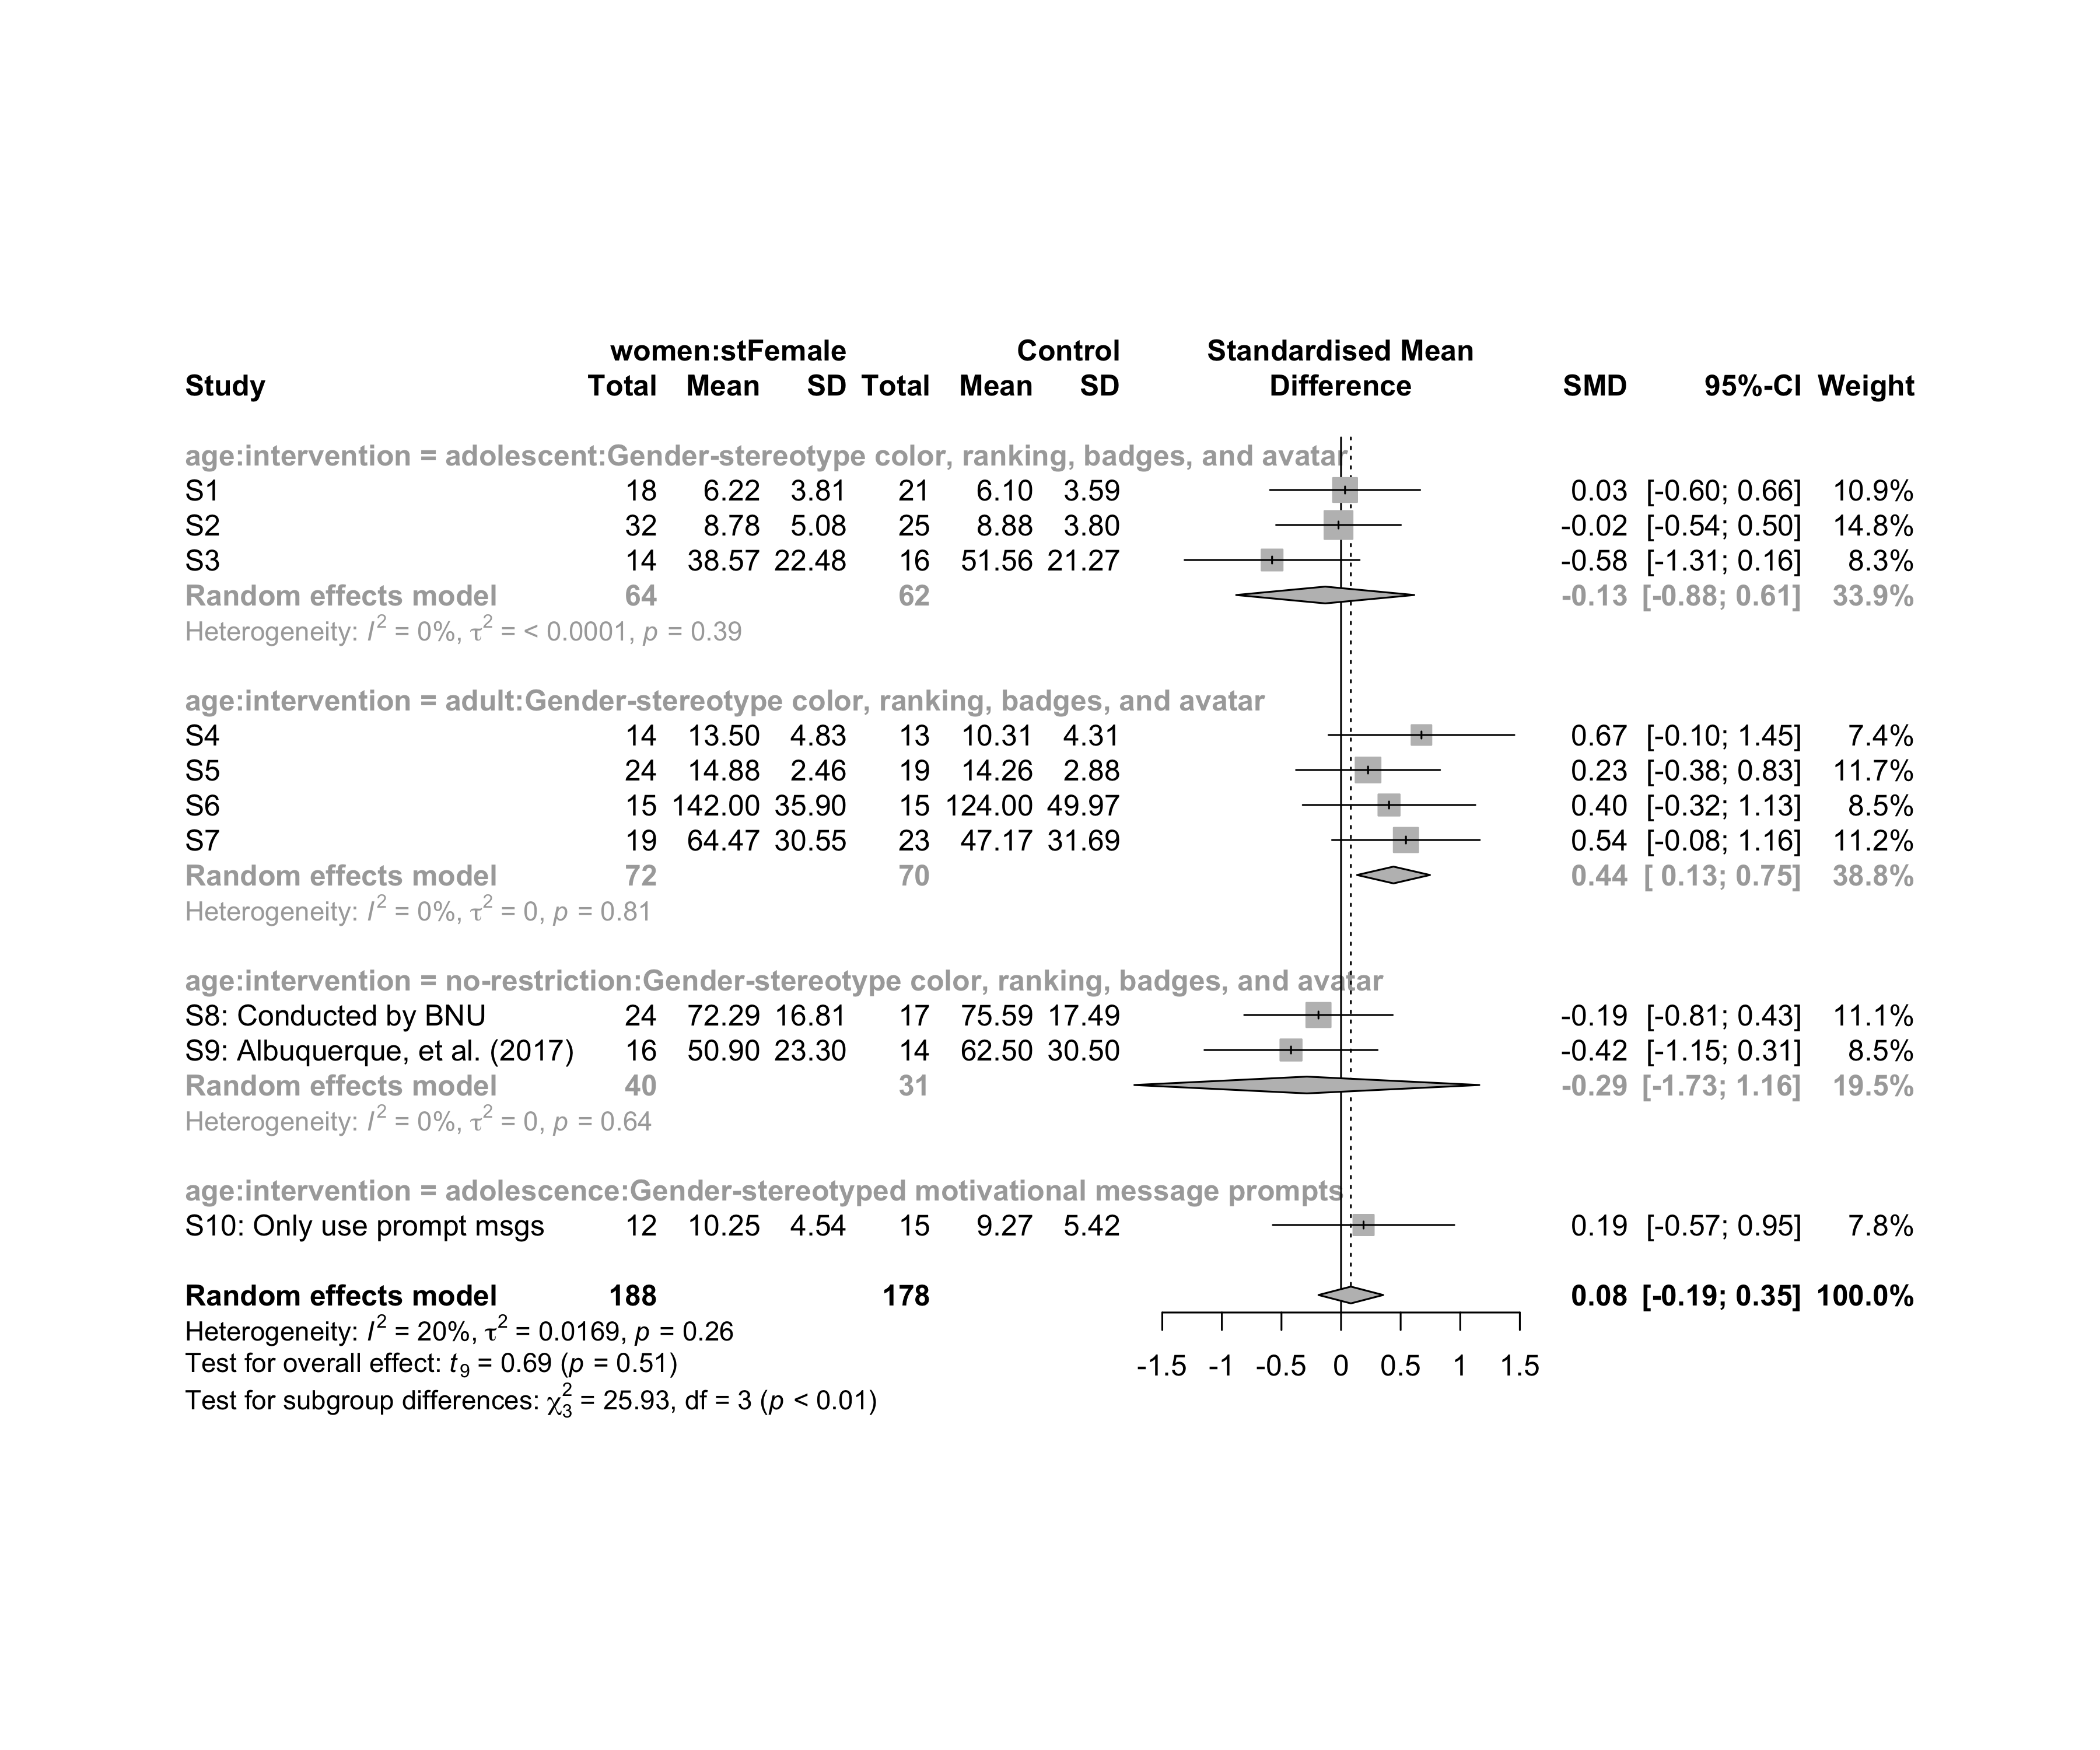 women:stFemale Control Standardised Mean
Study Total Mean SD Total Mean SD Difference SMD 95%-CI Weight
age:intervention = adolescent:Gender-stereotype color, ranking, badges, and avatar
S1 18 6.22 3.81 21 6.10 3.59 0.03 [-0.60; 0.66] 10.9%
S2 32 8.78 5.08 25 8.88 3.80 -0.02 [-0.54; 0.50] 14.8%
S3 14 38.57 22.48 16 51.56 21.27 -0.58 [-1.31; 0.16] 8.3%
Random effects model 64 62 -0.13 [-0.88; 0.61] 33.9%
Heterogeneity: I² = 0%, τ² = < 0.0001, p = 0.39
age:intervention = adult:Gender-stereotype color, ranking, badges, and avatar
S4 14 13.50 4.83 13 10.31 4.31 0.67 [-0.10; 1.45] 7.4%
S5 24 14.88 2.46 19 14.26 2.88 0.23 [-0.38; 0.83] 11.7%
S6 15 142.00 35.90 15 124.00 49.97 0.40 [-0.32; 1.13] 8.5%
S7 19 64.47 30.55 23 47.17 31.69 0.54 [-0.08; 1.16] 11.2%
Random effects model 72 70 0.44 [ 0.13; 0.75] 38.8%
Heterogeneity: I² = 0%, τ² = 0, p = 0.81
age:intervention = no-restriction:Gender-stereotype color, ranking, badges, and avatar
S8: Conducted by BNU 24 72.29 16.81 17 75.59 17.49 -0.19 [-0.81; 0.43] 11.1%
S9: Albuquerque, et al. (2017) 16 50.90 23.30 14 62.50 30.50 -0.42 [-1.15; 0.31] 8.5%
Random effects model 40 31 -0.29 [-1.73; 1.16] 19.5%
Heterogeneity: I² = 0%, τ² = 0, p = 0.64
age:intervention = adolescence:Gender-stereotyped motivational message prompts
S10: Only use prompt msgs 12 10.25 4.54 15 9.27 5.42 0.19 [-0.57; 0.95] 7.8%
Random effects model 188 178 0.08 [-0.19; 0.35] 100.0%
Heterogeneity: I² = 20%, τ² = 0.0169, p = 0.26
Test for overall effect: t₉ = 0.69 (p = 0.51)
-1.5 -1 -0.5 0 0.5 1 1.5
Test for subgroup differences: χ²₃ = 25.93, df = 3 (p < 0.01)